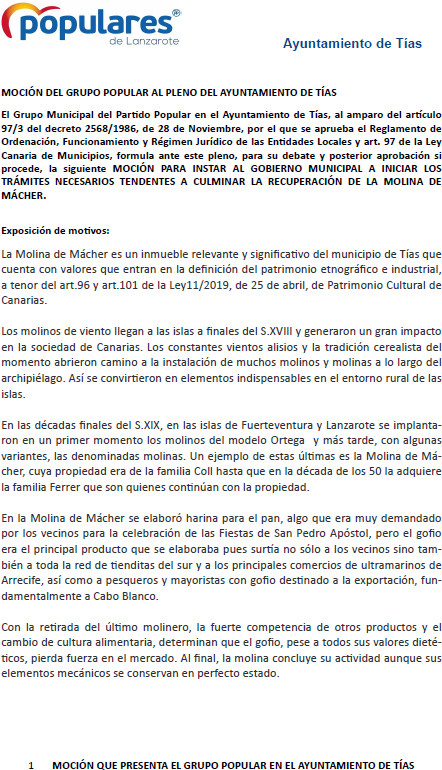 populares®
de Lanzarote
Ayuntamiento de Tías
MOCIÓN DEL GRUPO POPULAR AL PLENO DEL AYUNTAMIENTO DE TÍAS
El Grupo Municipal del Partido Popular en el Ayuntamiento de Tías, al amparo del artículo
97/3 del decreto 2568/1986, de 28 de Noviembre, por el que se aprueba el Reglamento de
Ordenación, Funcionamiento y Régimen Jurídico de las Entidades Locales y art. 97 de la Ley
Canaria de Municipios, formula ante este pleno, para su debate y posterior aprobación si
procede, la siguiente MOCIÓN PARA INSTAR AL GOBIERNO MUNICIPAL A INICIAR LOS
TRÁMITES NECESARIOS TENDENTES A CULMINAR LA RECUPERACIÓN DE LA MOLINA DE
MÁCHER.
Exposición de motivos:
La Molina de Mácher es un inmueble relevante y significativo del municipio de Tías que
cuenta con valores que entran en la definición del patrimonio etnográfico e industrial,
a tenor del art.96 y art.101 de la Ley11/2019, de 25 de abril, de Patrimonio Cultural de
Canarias.
Los molinos de viento llegan a las islas a finales del S.XVIII y generaron un gran impacto
en la sociedad de Canarias. Los constantes vientos alisios y la tradición cerealista del
momento abrieron camino a la instalación de muchos molinos y molinas a lo largo del
archipiélago. Así se convirtieron en elementos indispensables en el entorno rural de las
islas.
En las décadas finales del S.XIX, en las islas de Fuerteventura y Lanzarote se implanta-
ron en un primer momento los molinos del modelo Ortega y más tarde, con algunas
variantes, las denominadas molinas. Un ejemplo de estas últimas es la Molina de Má-
cher, cuya propiedad era de la familia Coll hasta que en la década de los 50 la adquiere
la familia Ferrer que son quienes continúan con la propiedad.
En la Molina de Mácher se elaboró harina para el pan, algo que era muy demandado
por los vecinos para la celebración de las Fiestas de San Pedro Apóstol, pero el gofio
era el principal producto que se elaboraba pues surtía no sólo a los vecinos sino tam-
bién a toda la red de tienditas del sur y a los principales comercios de ultramarinos de
Arrecife, así como a pesqueros y mayoristas con gofio destinado a la exportación, fun-
damentalmente a Cabo Blanco.
Con la retirada del último molinero, la fuerte competencia de otros productos y el
cambio de cultura alimentaria, determinan que el gofio, pese a todos sus valores dieté-
ticos, pierda fuerza en el mercado. Al final, la molina concluye su actividad aunque sus
elementos mecánicos se conservan en perfecto estado.
1 MOCIÓN QUE PRESENTA EL GRUPO POPULAR EN EL AYUNTAMIENTO DE TÍAS